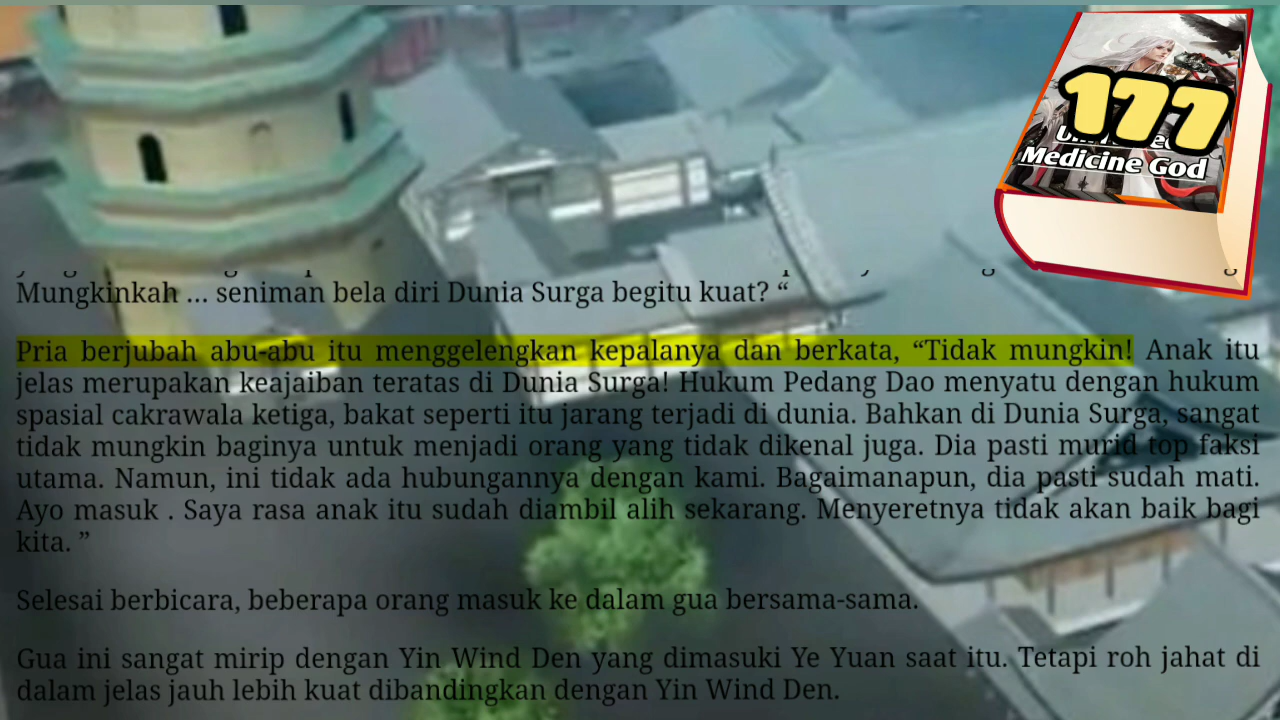 177
Medicine God
Mungkinkah ... seniman bela diri Dunia Surga begitu kuat? “
Pria berjubah abu-abu itu menggelengkan kepalanya dan berkata, “Tidak mungkin! Anak itu
jelas merupakan keajaiban teratas di Dunia Surga! Hukum Pedang Dao menyatu dengan hukum
spasial cakrawala ketiga, bakat seperti itu jarang terjadi di dunia. Bahkan di Dunia Surga, sangat
tidak mungkin baginya untuk menjadi orang yang tidak dikenal juga. Dia pasti murid top faksi
utama. Namun, ini tidak ada hubungannya dengan kami. Bagaimanapun, dia pasti sudah mati.
Ayo masuk . Saya rasa anak itu sudah diambil alih sekarang. Menyeretnya tidak akan baik bagi
kita. ”
Selesai berbicara, beberapa orang masuk ke dalam gua bersama-sama.
Gua ini sangat mirip dengan Yin Wind Den yang dimasuki Ye Yuan saat itu. Tetapi roh jahat di
dalam jelas jauh lebih kuat dibandingkan dengan Yin Wind Den.